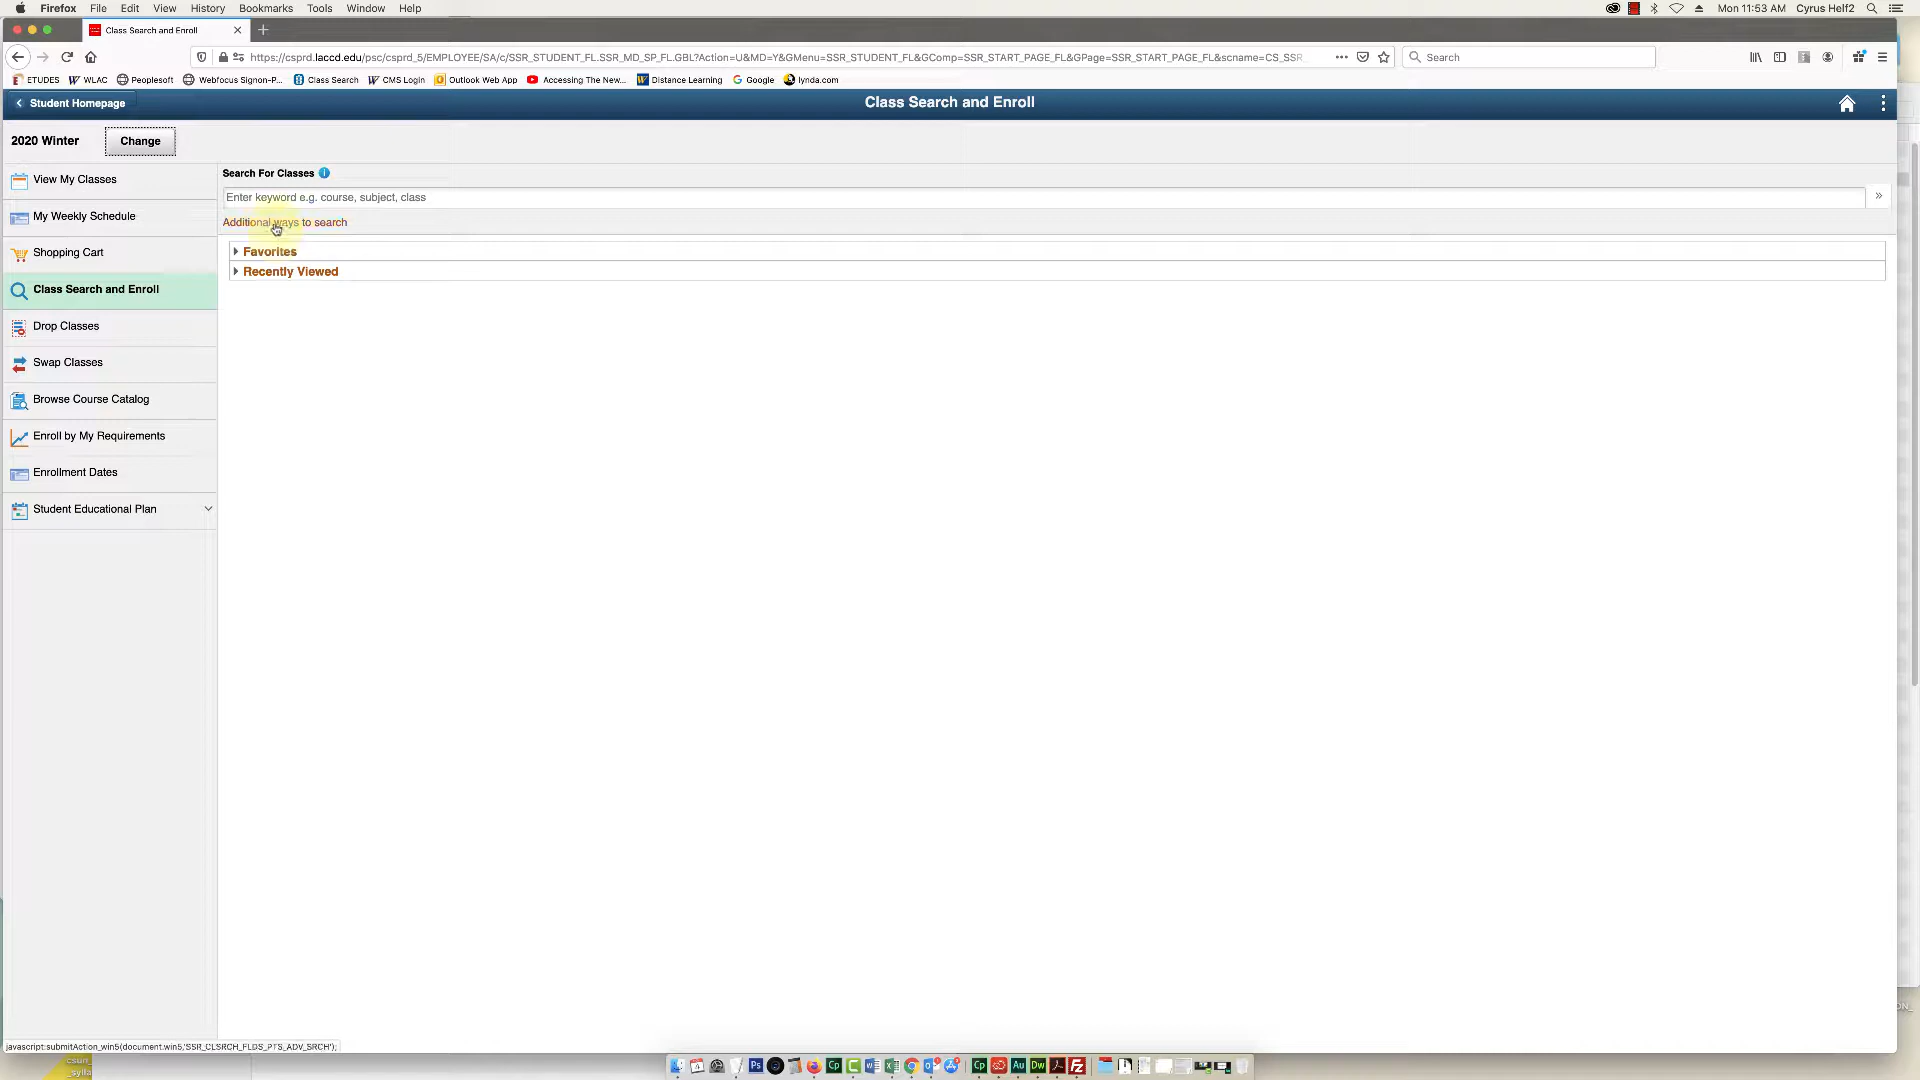 Firefox File Edit View History Bookmarks Tools Window Help Mon 11:53 AM Cyrus Helf2
Class Search and Enroll
https://csprd.laccd.edu/psc/csprd_5/EMPLOYEE/SA/c/SSR_STUDENT_FL.SSR_MD_SP_FL.GBL?Action=U&MD=Y&GMenu=SSR_STUDENT_FL&GComp=SSR_START_PAGE_FL&GPage=SSR_START_PAGE_FL&scname=CS_SSR_ Search
ETUDES WLAC Peoplesoft Webfocus Signon-P... Class Search CMS Login Outlook Web App Accessing The New... Distance Learning Google lynda.com
Student Homepage Class Search and Enroll
2020 Winter Change
Search For Classes
View My Classes
Enter keyword e.g. course, subject, class
My Weekly Schedule
Additional ways to search
Shopping Cart
Favorites
Recently Viewed
Class Search and Enroll
Drop Classes
Swap Classes
Browse Course Catalog
Enroll by My Requirements
Enrollment Dates
Student Educational Plan
javascript:submitAction_win5(document.win5,'SSR_CLSRCH_FLDS_PTS_ADV_SRCH');
csun_
_sylla